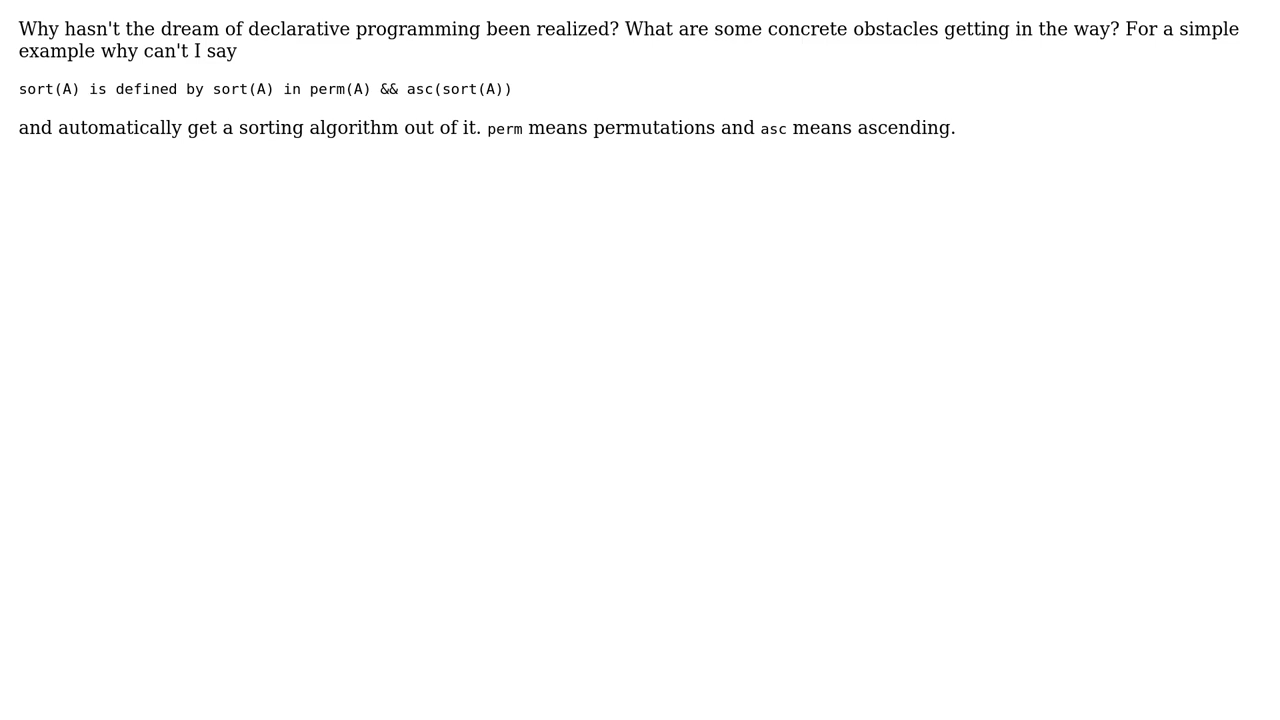 Why hasn't the dream of declarative programming been realized? What are some concrete obstacles getting in the way? For a simple
example why can't I say
sort(A) is defined by sort(A) in perm(A) && asc(sort(A))
and automatically get a sorting algorithm out of it. perm means permutations and asc means ascending.